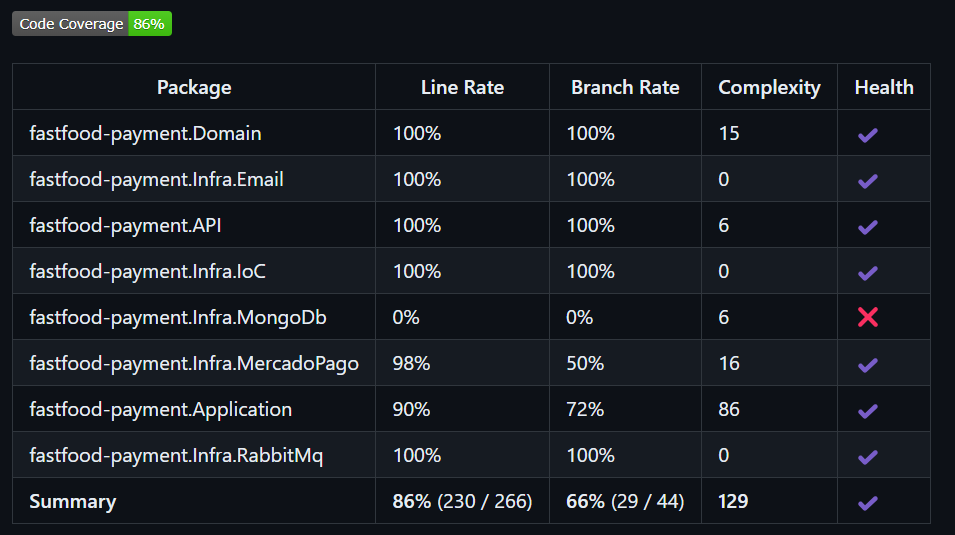 Code Coverage 86%
Package Line Rate Branch Rate Complexity Health
fastfood-payment.Domain 100% 100% 15
fastfood-payment.Infra.Email 100% 100% 0
fastfood-payment.API 100% 100% 6
fastfood-payment.Infra.IoC 100% 100% 0
fastfood-payment.Infra.MongoDb 0% 0% 6
fastfood-payment.Infra.MercadoPago 98% 50% 16
fastfood-payment.Application 90% 72% 86
fastfood-payment.Infra.RabbitMq 100% 100% 0
Summary 86% (230 / 266) 66% (29 / 44) 129